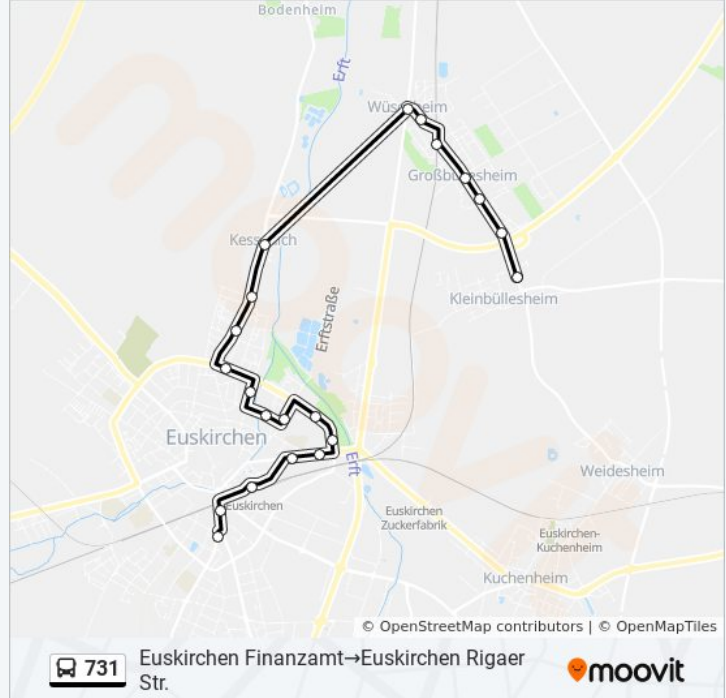 Bodenheim
Erft
Wüschheim
Großbüllesheim
Kessenich
Kleinbüllesheim
Erftstraße
Euskirchen
Erft
Weidesheim
Euskirchen
Euskirchen
Zuckerfabrik
Euskirchen-
Kuchenheim
Kuchenheim
moovit
© OpenStreetMap contributors | © OpenMapTiles
731
Euskirchen Finanzamt→Euskirchen Rigaer
Str.
moovit